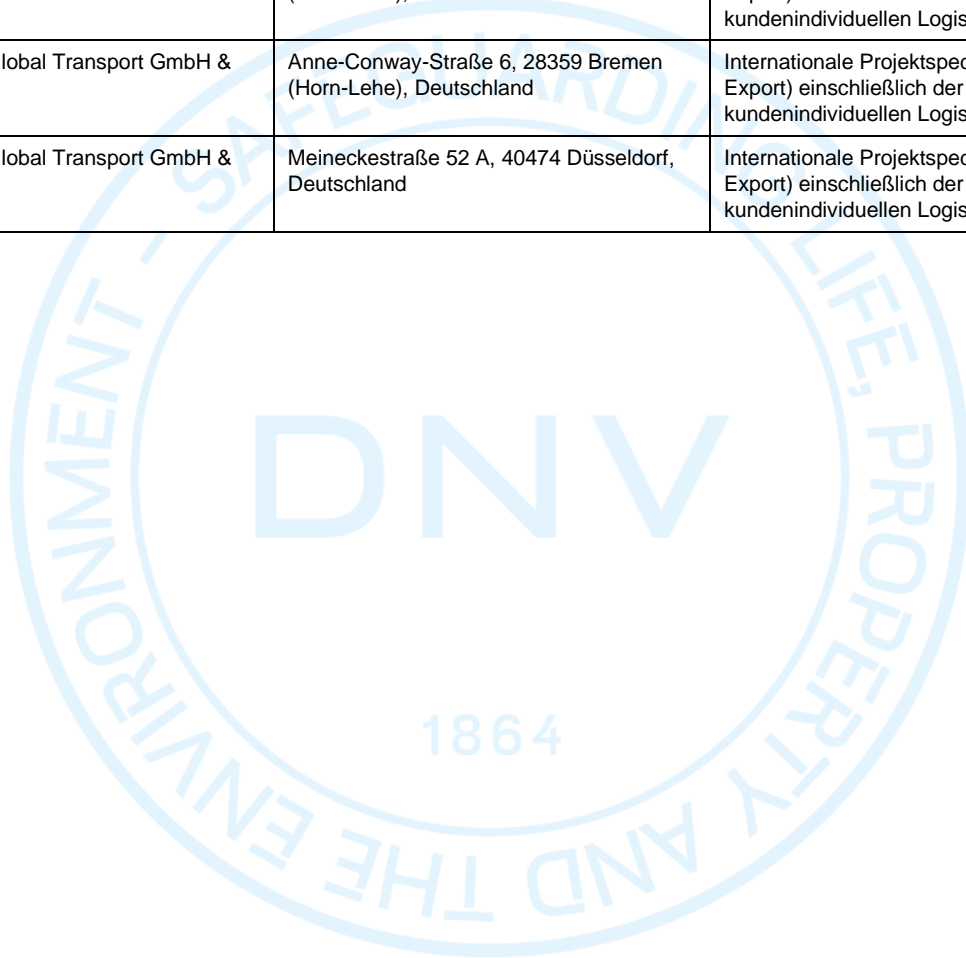 kundenindividuellen Logis
lobal Transport GmbH &
Anne-Conway-Straße 6, 28359 Bremen
(Horn-Lehe), Deutschland
Internationale Projektsped
Export) einschließlich der
kundenindividuellen Logis
lobal Transport GmbH &
Meineckestraße 52 A, 40474 Düsseldorf,
Deutschland
Internationale Projektsped
Export) einschließlich der
kundenindividuellen Logis
SAFEGUARDING LIFE, PROPERTY AND THE ENVIRONMENT -
DNV
1864